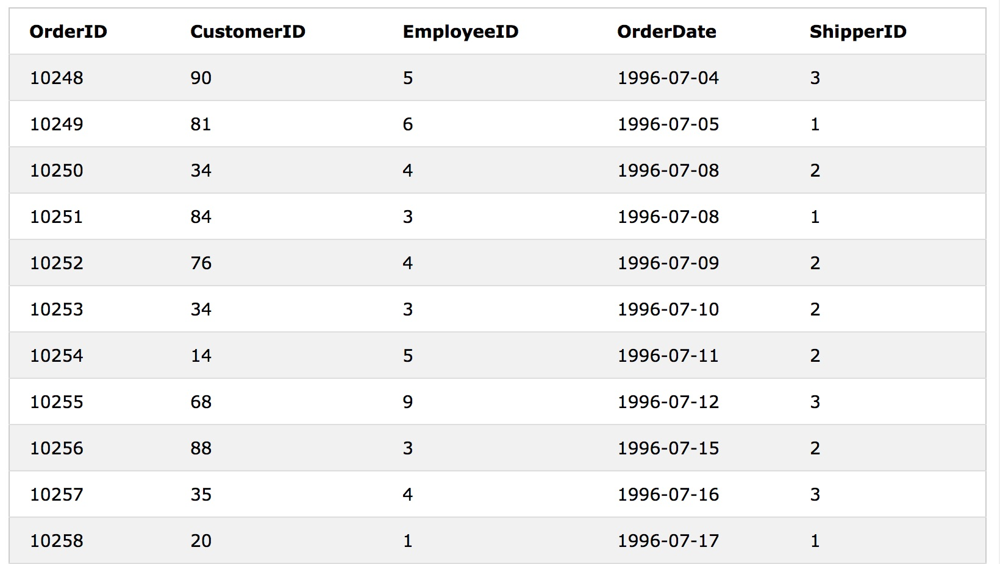 OrderID CustomerID EmployeeID OrderDate ShipperID
10248 90 5 1996-07-04 3
10249 81 6 1996-07-05 1
10250 34 4 1996-07-08 2
10251 84 3 1996-07-08 1
10252 76 4 1996-07-09 2
10253 34 3 1996-07-10 2
10254 14 5 1996-07-11 2
10255 68 9 1996-07-12 3
10256 88 3 1996-07-15 2
10257 35 4 1996-07-16 3
10258 20 1 1996-07-17 1